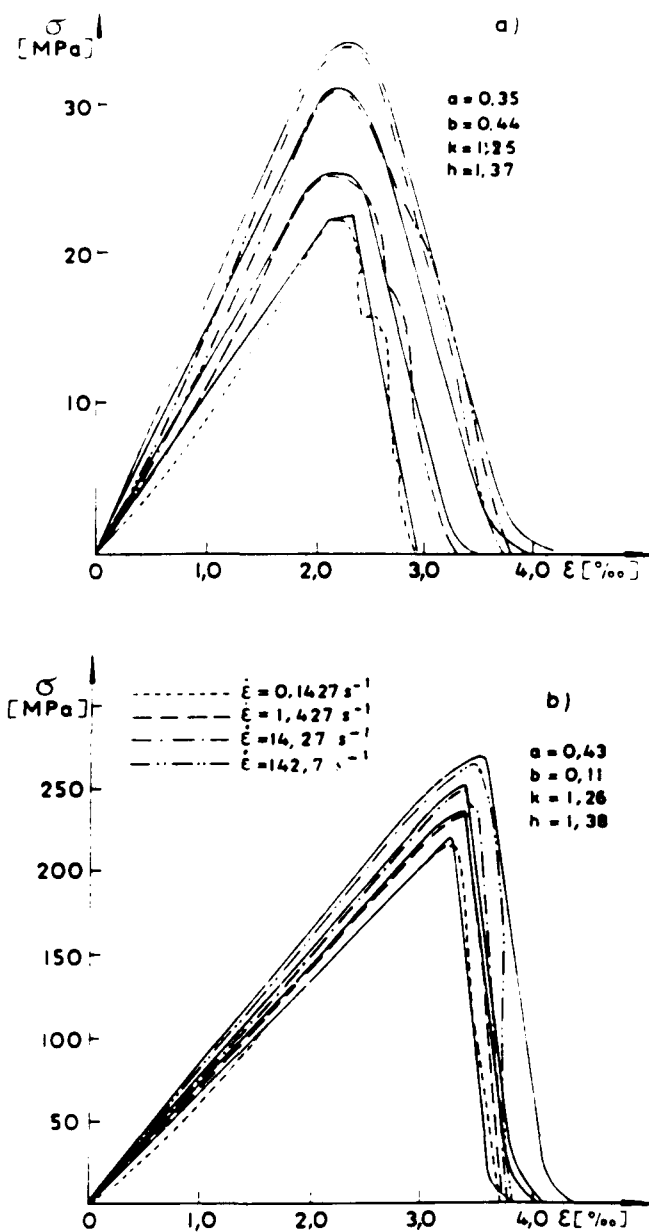 σ
[MPa]
a)
30
20
10
a=0,35
b=0,44
k=1,25
h=1,37
0 1,0 2,0 3,0 4,0 ε[‰]
σ
[MPa]
ε̇=0,1427 s⁻¹
ε̇=1,427 s⁻¹
ε̇=14,27 s⁻¹
ε̇=142,7 s⁻¹
b)
a=0,43
b=0,11
k=1,26
h=1,38
250
200
150
100
50
0 1,0 2,0 3,0 4,0 ε[‰]